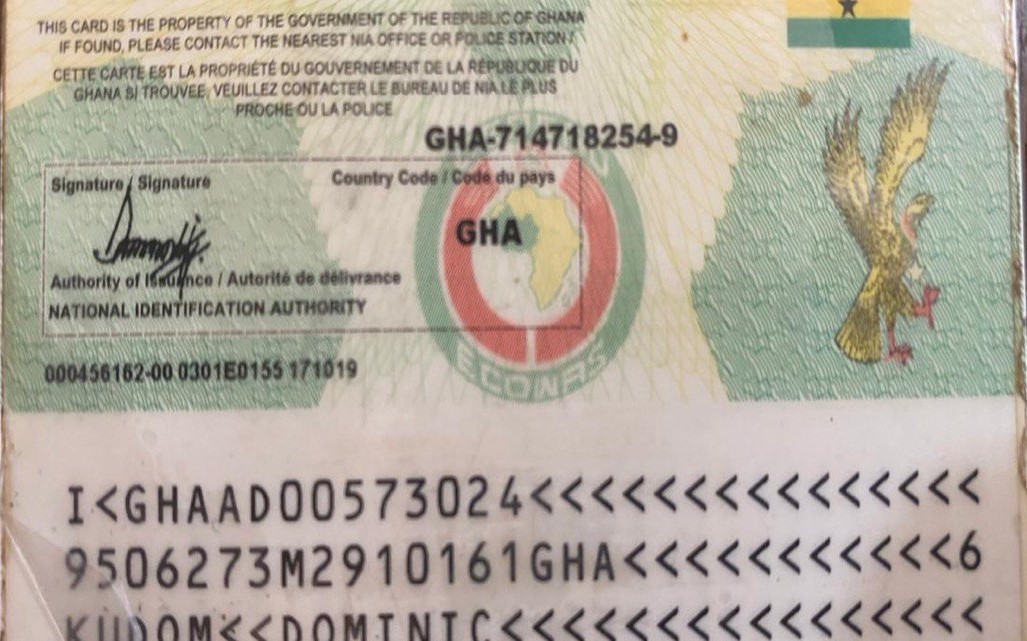 THIS CARD IS THE PROPERTY OF THE GOVERNMENT OF THE REPUBLIC OF GHANA
IF FOUND, PLEASE CONTACT THE NEAREST NIA OFFICE OR POLICE STATION /
CETTE CARTE EST LA PROPRIÉTÉ DU GOUVERNEMENT DE LA RÉPUBLIQUE DU
GHANA SI TROUVEE, VEUILLEZ CONTACTER LE BUREAU DE NIA LE PLUS
PROCHE OU LA POLICE
GHA-714718254-9
Signature / Signature
Country Code / Code du pays
GHA
Authority of Issuance / Autorité de délivrance
NATIONAL IDENTIFICATION AUTHORITY
ECOWAS
000456162-00 0301E0155 171019
I<GHAAD00573024<<<<<<<<<<<<<<<
9506273M2910161GHA<<<<<<<<<<<6
KUDOM<<DOMINIC<<<<<<<<<<<<<<<<